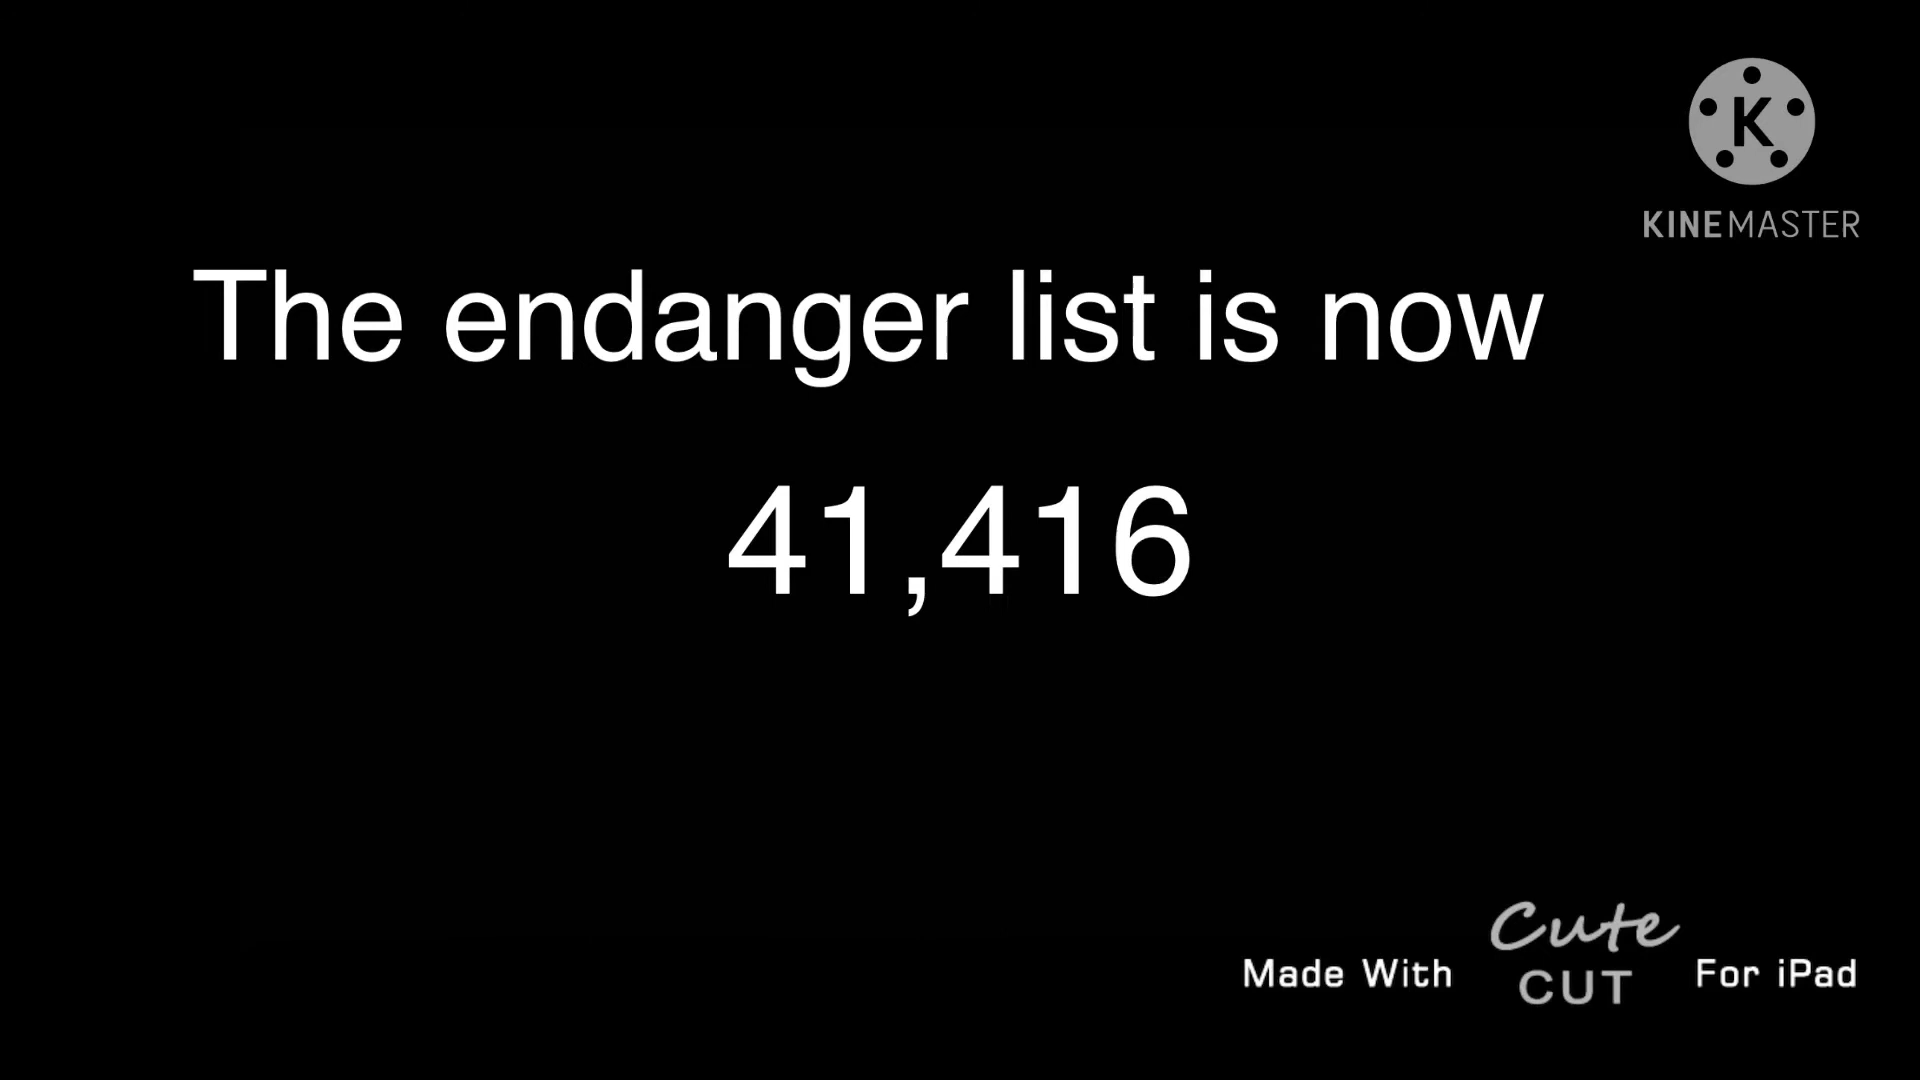 K
KINEMASTER
The endanger list is now
41,416
Made With Cute CUT For iPad